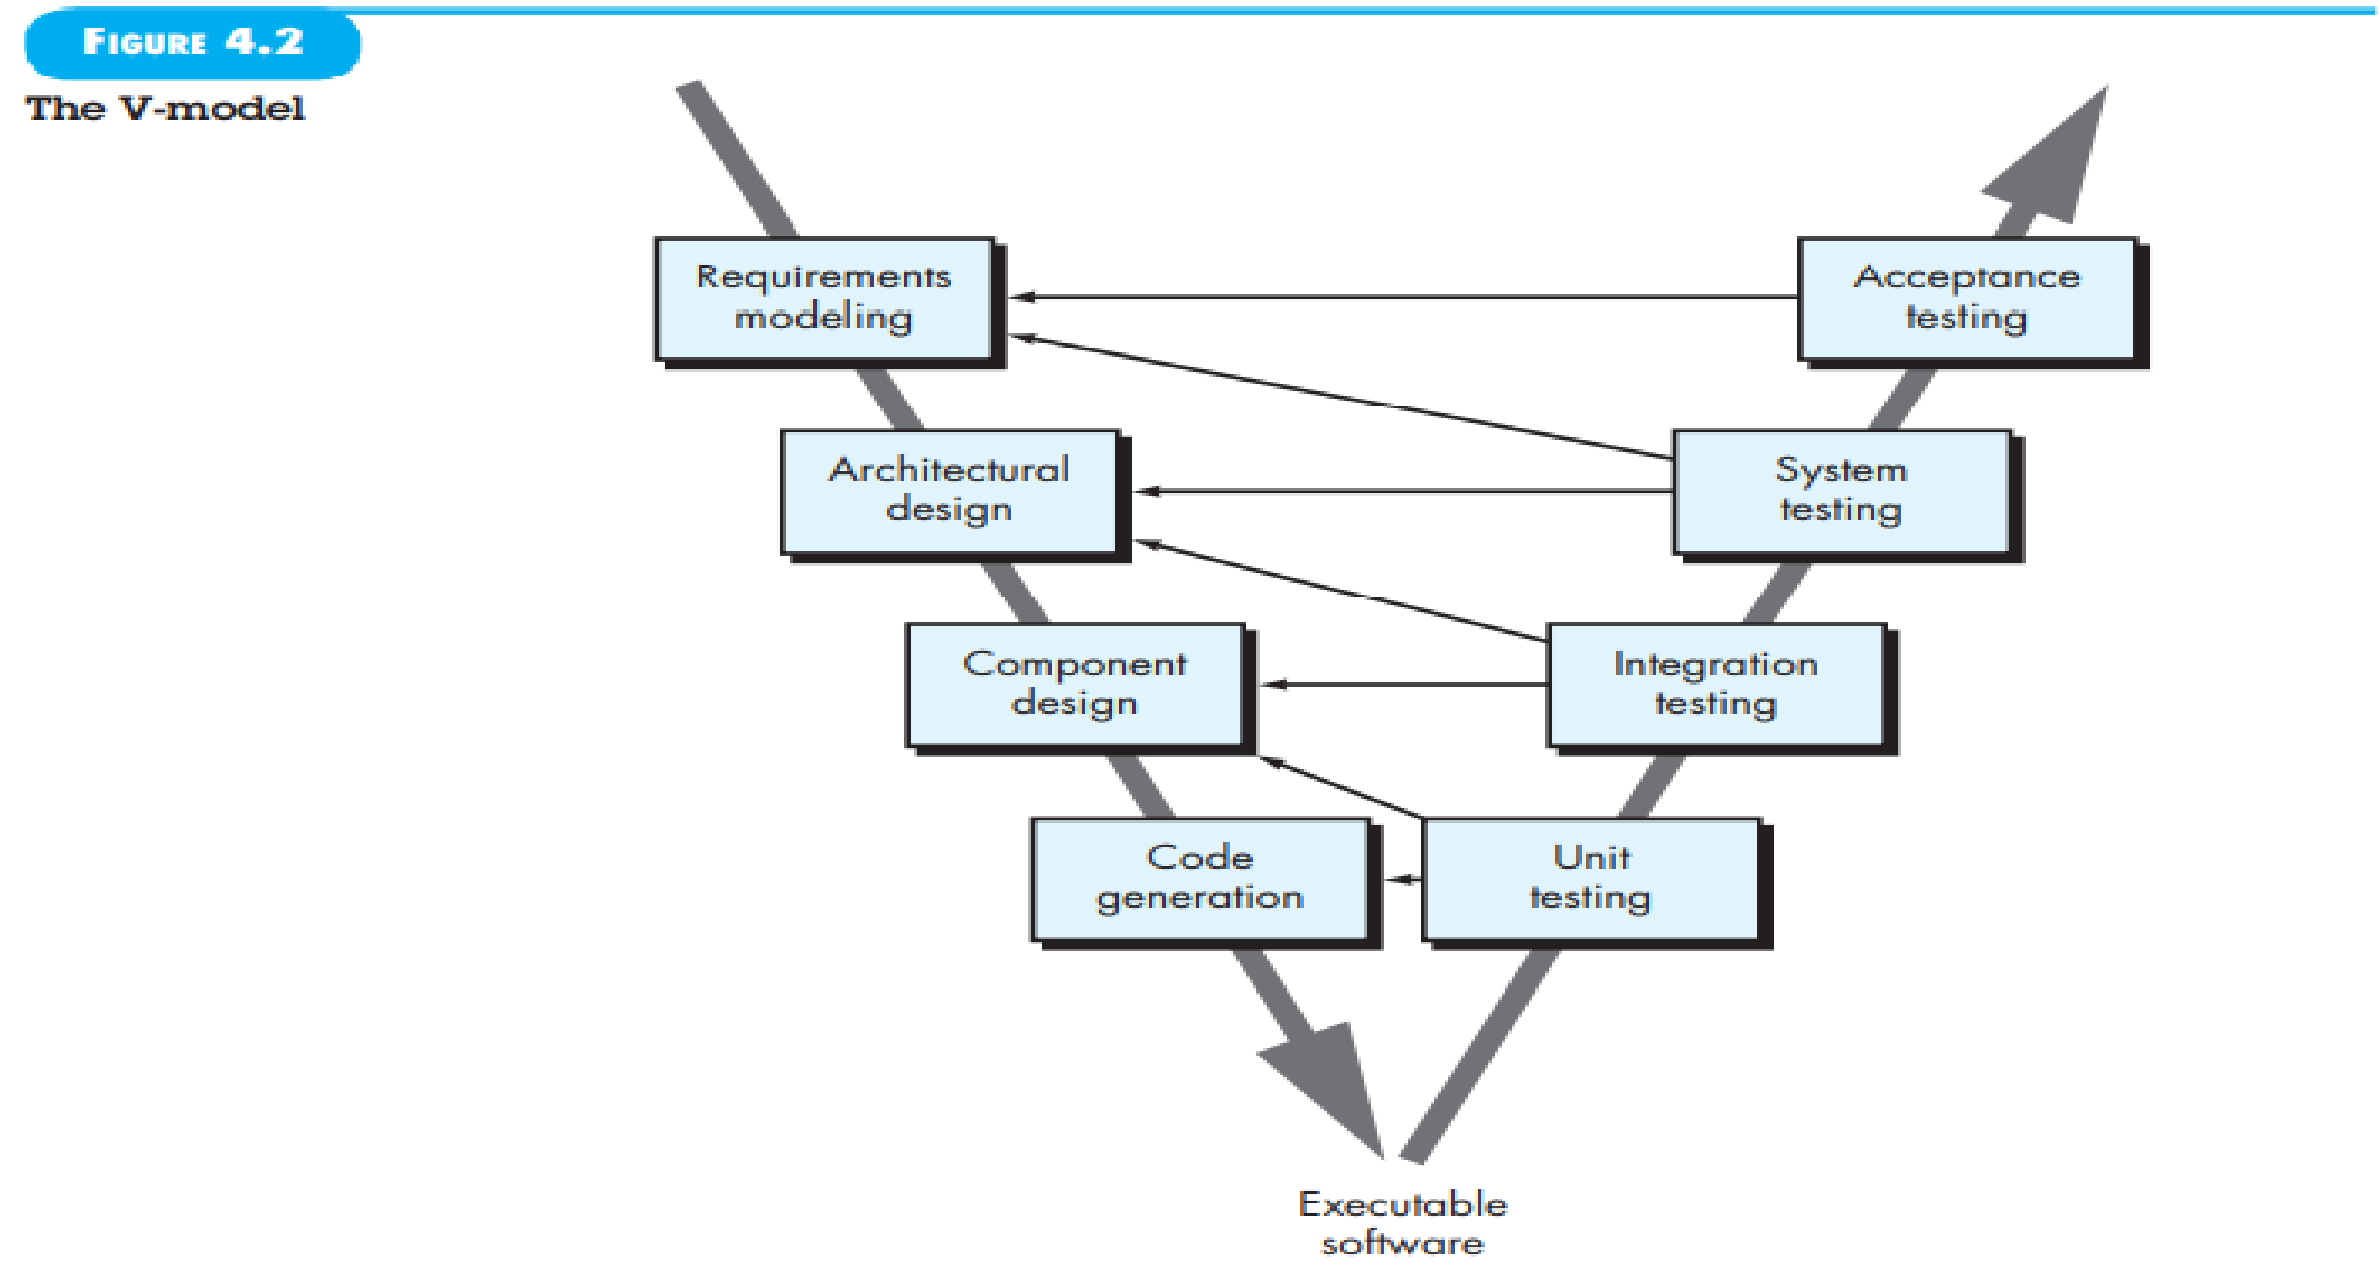 FIGURE 4.2
The V-model
Requirements
modeling
Acceptance
testing
Architectural
design
System
testing
Component
design
Integration
testing
Code
generation
Unit
testing
Executable
software